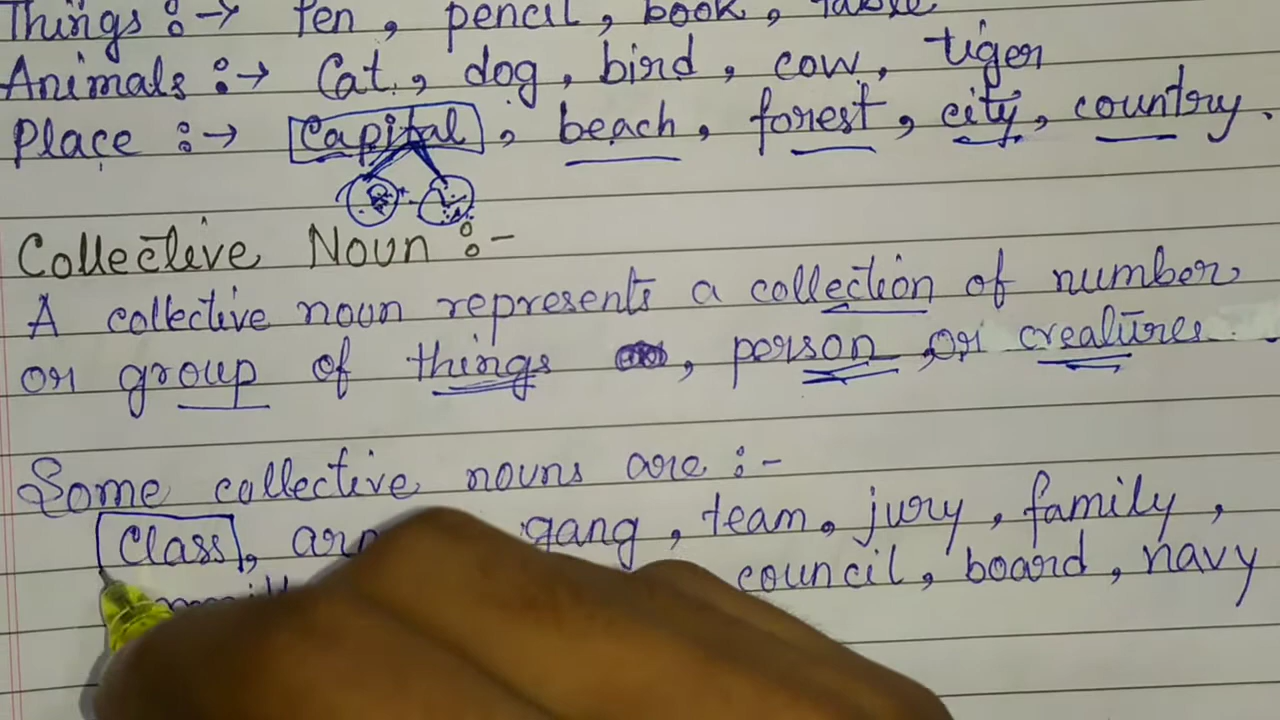 Things :→ Pen, pencil, book, table
Animals :→ Cat, dog, bird, cow, tiger
Place :→ Capital, beach, forest, city, country.
Collective Noun :-
A collective noun represents a collection of number
or group of things , person or creatures.
Some collective nouns are :-
Class, gang, team, jury, family,
council, board, navy